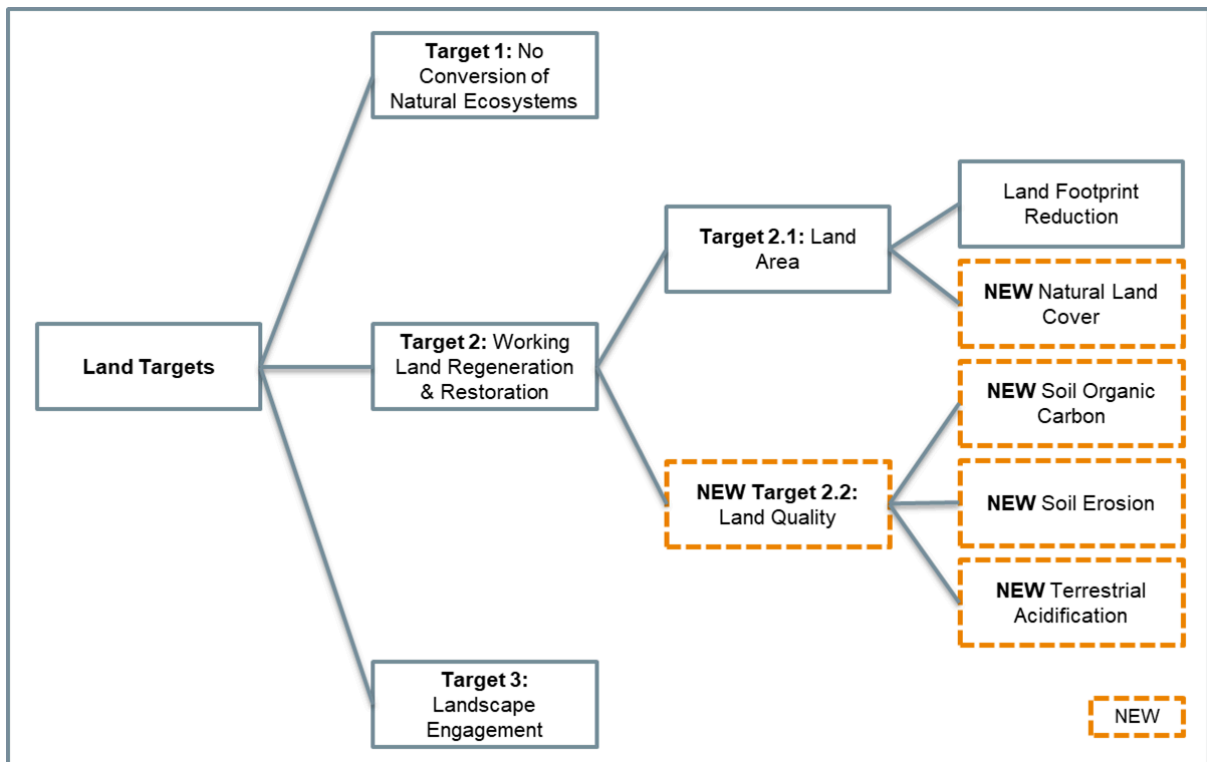 Target 1: No
Conversion of
Natural Ecosystems
Land Targets
Target 2: Working
Land Regeneration
& Restoration
Target 3:
Landscape
Engagement
Target 2.1: Land
Area
NEW Target 2.2:
Land Quality
Land Footprint
Reduction
NEW Natural Land
Cover
NEW Soil Organic
Carbon
NEW Soil Erosion
NEW Terrestrial
Acidification
NEW